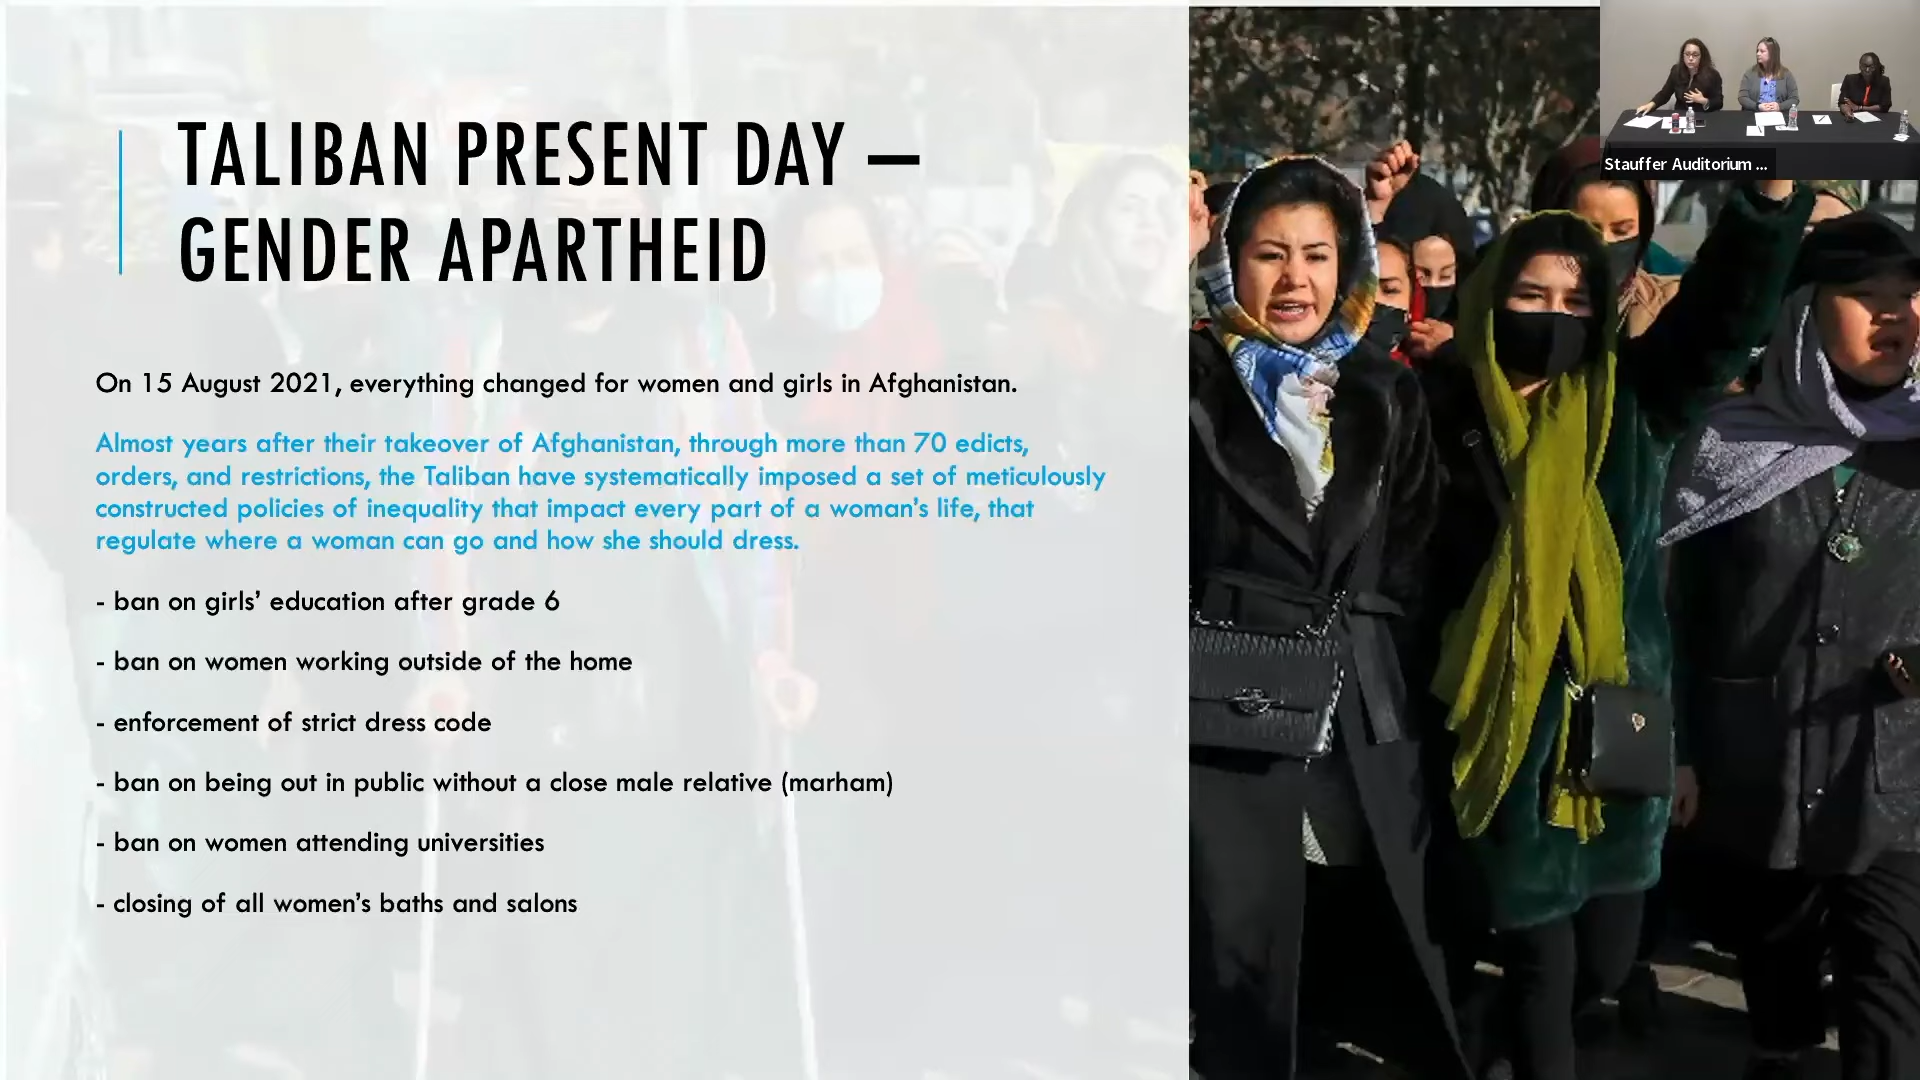 TALIBAN PRESENT DAY –
GENDER APARTHEID
On 15 August 2021, everything changed for women and girls in Afghanistan.
Almost years after their takeover of Afghanistan, through more than 70 edicts,
orders, and restrictions, the Taliban have systematically imposed a set of meticulously
constructed policies of inequality that impact every part of a woman’s life, that
regulate where a woman can go and how she should dress.
- ban on girls’ education after grade 6
- ban on women working outside of the home
- enforcement of strict dress code
- ban on being out in public without a close male relative (marham)
- ban on women attending universities
- closing of all women’s baths and salons
Stauffer Auditorium ...